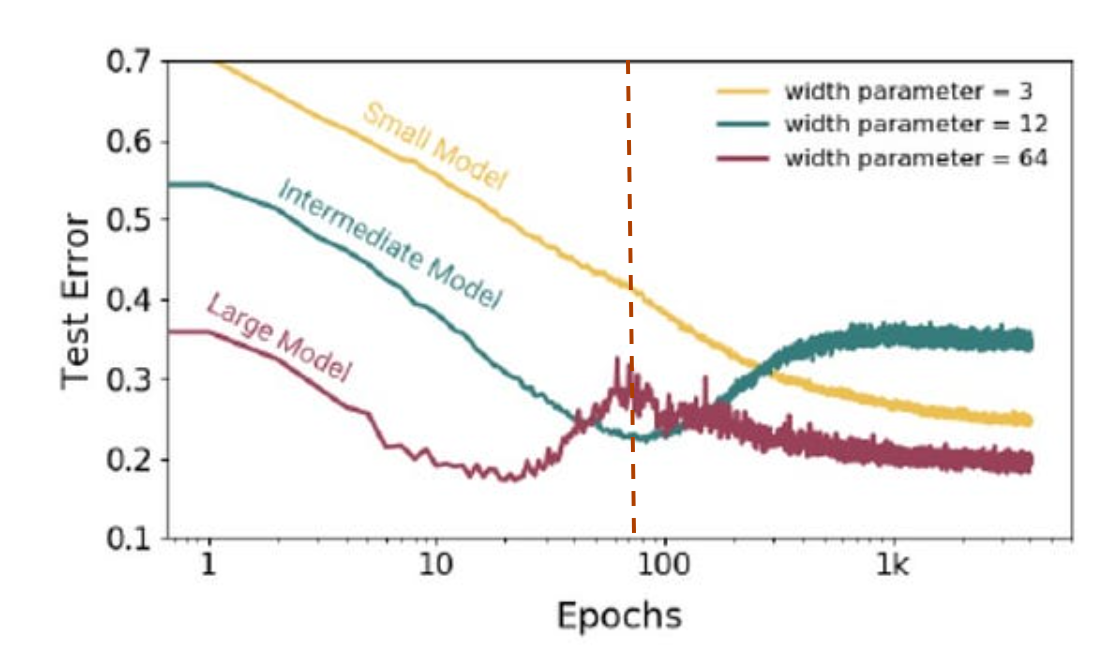 0.7
0.6
0.5
0.4
0.3
0.2
0.1
Test Error
width parameter = 3
width parameter = 12
width parameter = 64
Small Model
Intermediate Model
Large Model
1 10 100 1k
Epochs